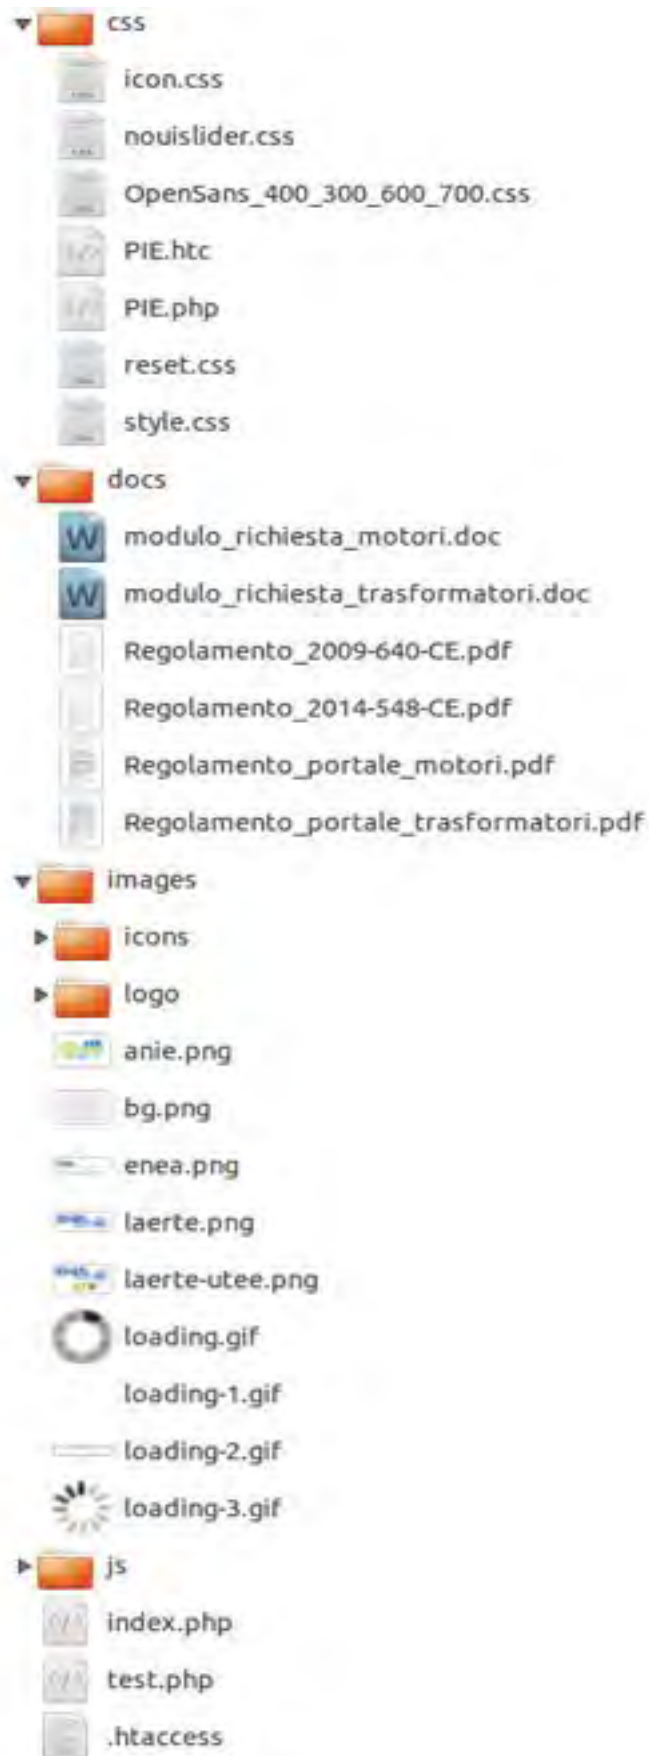 css
icon.css
nouislider.css
OpenSans_400_300_600_700.css
PIE.htc
PIE.php
reset.css
style.css
docs
modulo_richiesta_motori.doc
modulo_richiesta_trasformatori.doc
Regolamento_2009-640-CE.pdf
Regolamento_2014-548-CE.pdf
Regolamento_portale_motori.pdf
Regolamento_portale_trasformatori.pdf
images
icons
logo
anie.png
bg.png
enea.png
laerte.png
laerte-utee.png
loading.gif
loading-1.gif
loading-2.gif
loading-3.gif
js
index.php
test.php
.htaccess